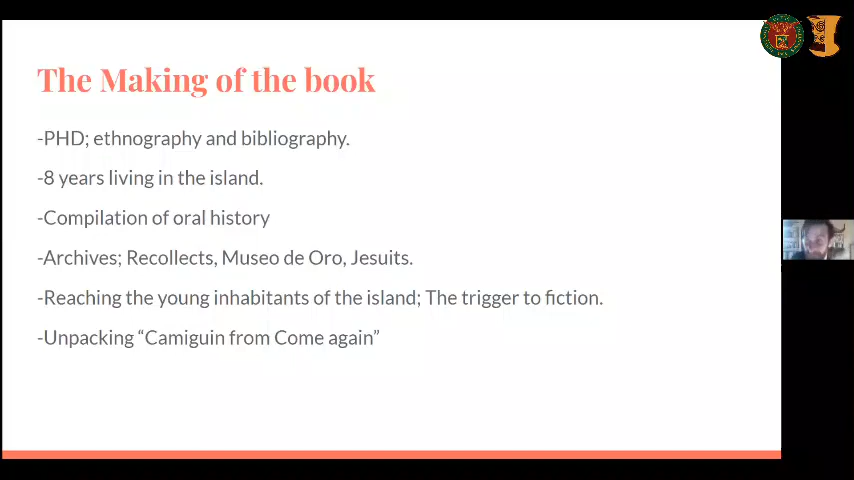 The Making of the book
-PHD; ethnography and bibliography.
-8 years living in the island.
-Compilation of oral history
-Archives; Recollects, Museo de Oro, Jesuits.
-Reaching the young inhabitants of the island; The trigger to fiction.
-Unpacking “Camiguin from Come again”